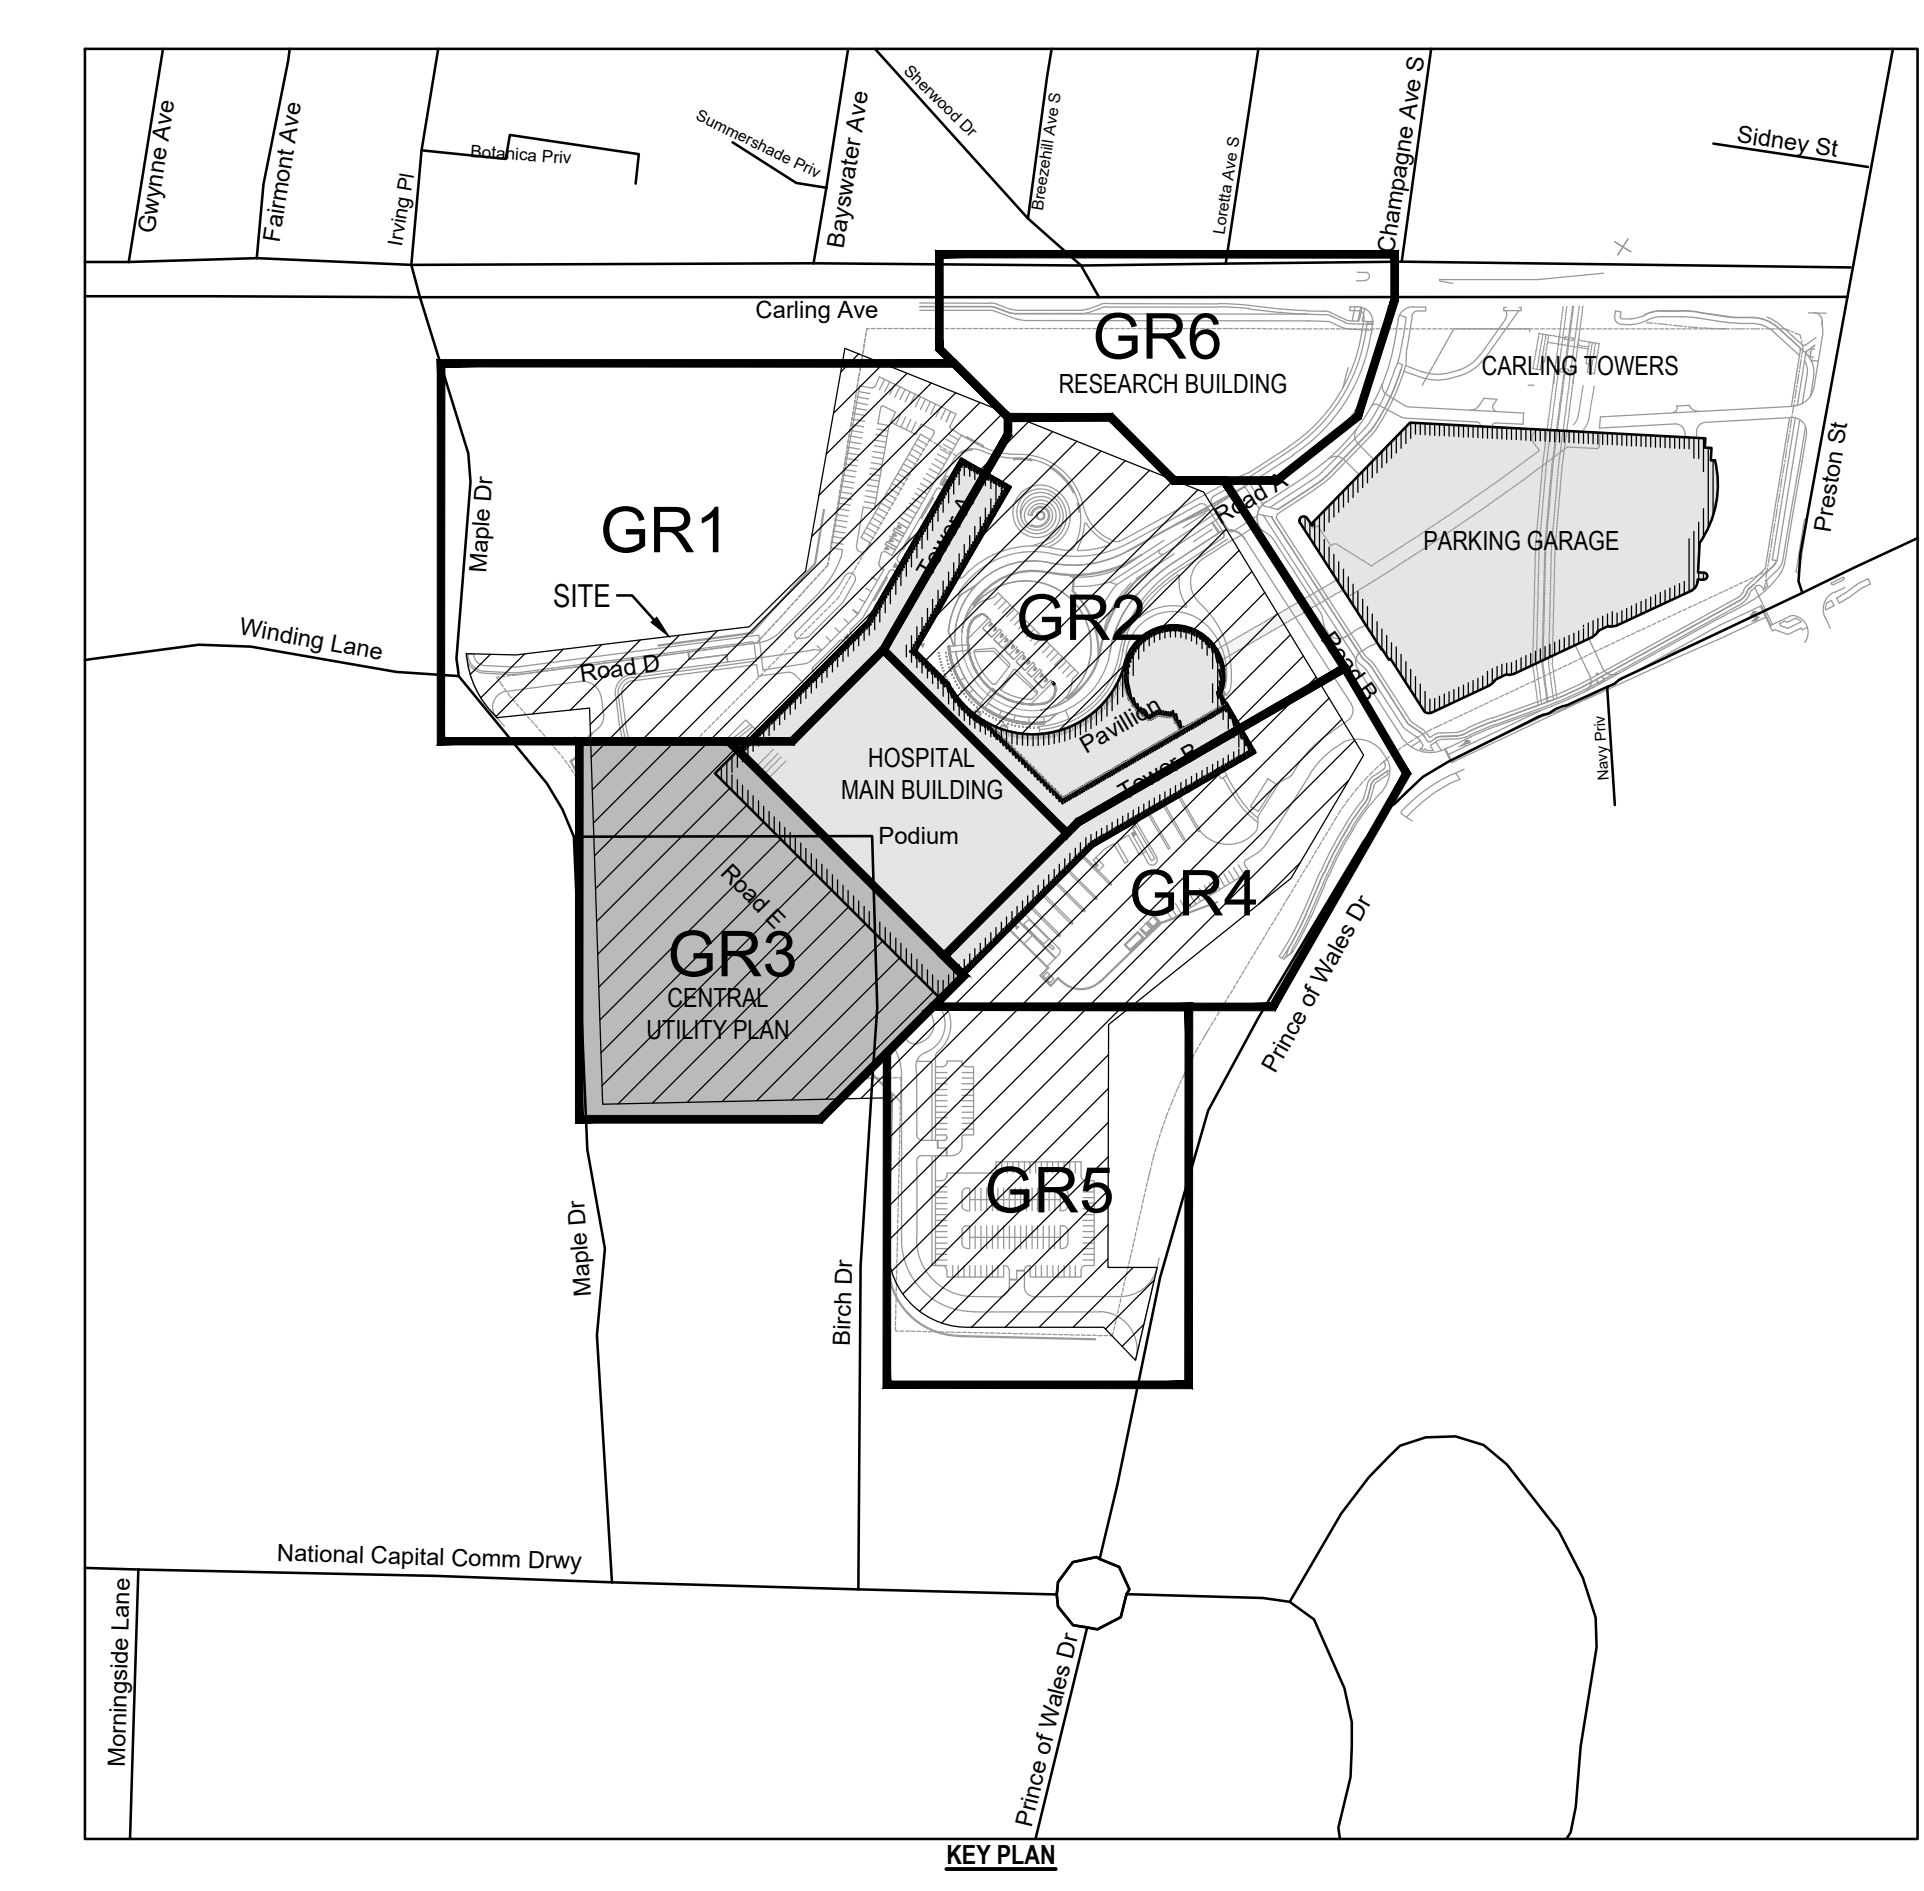 Gwynne Ave
Fairmont Ave
Irving Pl
Botanica Priv
Summershade Priv
Bayswater Ave
Sherwood Dr
Breezehill Ave S
Loretta Ave S
Champagne Ave S
Sidney St
Carling Ave
GR6
RESEARCH BUILDING
CARLING TOWERS
Preston St
Maple Dr
GR1
Tower A
Road A
PARKING GARAGE
SITE
GR2
Winding Lane
Road D
Road B
Pavillion
Navy Priv
HOSPITAL
MAIN BUILDING
Tower B
Podium
Road E
GR4
GR3
CENTRAL
UTILITY PLAN
Prince of Wales Dr
GR5
Maple Dr
Birch Dr
National Capital Comm Drwy
Morningside Lane
Prince of Wales Dr
KEY PLAN